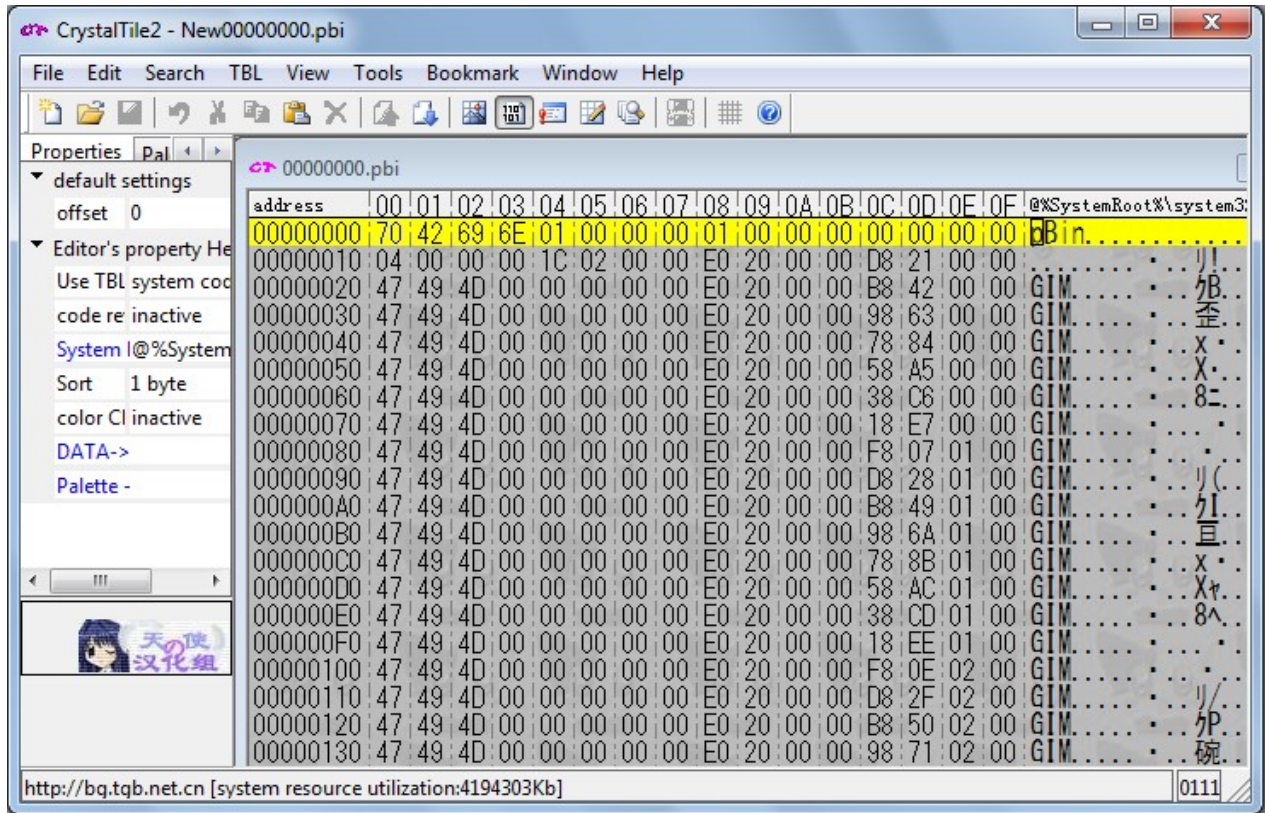 CrystalTile2 - New00000000.pbi
File Edit Search TBL View Tools Bookmark Window Help
Properties Pal
default settings
offset 0
Editor's property He
Use TBL system cod
code re inactive
System I @%System
Sort 1 byte
color Cl inactive
DATA->
Palette -
天の使
汉化组
00000000.pbi
address 00 01 02 03 04 05 06 07 08 09 0A 0B 0C 0D 0E 0F @%SystemRoot%\system3
00000000 70 42 69 6E 01 00 00 00 01 00 00 00 00 00 00 00 pBin............
00000010 04 00 00 00 1C 02 00 00 E0 20 00 00 D8 21 00 00 ........ ・..リ!..
00000020 47 49 4D 00 00 00 00 00 E0 20 00 00 B8 42 00 00 GIM..... ・..クB..
00000030 47 49 4D 00 00 00 00 00 E0 20 00 00 98 63 00 00 GIM..... ・..歪..
00000040 47 49 4D 00 00 00 00 00 E0 20 00 00 78 84 00 00 GIM..... ・..x・..
00000050 47 49 4D 00 00 00 00 00 E0 20 00 00 58 A5 00 00 GIM..... ・..X・..
00000060 47 49 4D 00 00 00 00 00 E0 20 00 00 38 C6 00 00 GIM..... ・..8ニ..
00000070 47 49 4D 00 00 00 00 00 E0 20 00 00 18 E7 00 00 GIM..... ・... ・.
00000080 47 49 4D 00 00 00 00 00 E0 20 00 00 F8 07 01 00 GIM..... ・..・...
00000090 47 49 4D 00 00 00 00 00 E0 20 00 00 D8 28 01 00 GIM..... ・..リ(..
000000A0 47 49 4D 00 00 00 00 00 E0 20 00 00 B8 49 01 00 GIM..... ・..クI..
000000B0 47 49 4D 00 00 00 00 00 E0 20 00 00 98 6A 01 00 GIM..... ・..亘..
000000C0 47 49 4D 00 00 00 00 00 E0 20 00 00 78 8B 01 00 GIM..... ・..x・..
000000D0 47 49 4D 00 00 00 00 00 E0 20 00 00 58 AC 01 00 GIM..... ・..Xャ..
000000E0 47 49 4D 00 00 00 00 00 E0 20 00 00 38 CD 01 00 GIM..... ・..8ヘ..
000000F0 47 49 4D 00 00 00 00 00 E0 20 00 00 18 EE 01 00 GIM..... ・... ・.
00000100 47 49 4D 00 00 00 00 00 E0 20 00 00 F8 0E 02 00 GIM..... ・..・...
00000110 47 49 4D 00 00 00 00 00 E0 20 00 00 D8 2F 02 00 GIM..... ・..リ/..
00000120 47 49 4D 00 00 00 00 00 E0 20 00 00 B8 50 02 00 GIM..... ・..クP..
00000130 47 49 4D 00 00 00 00 00 E0 20 00 00 98 71 02 00 GIM..... ・..碗..
http://bg.tgb.net.cn [system resource utilization:4194303Kb] 0111